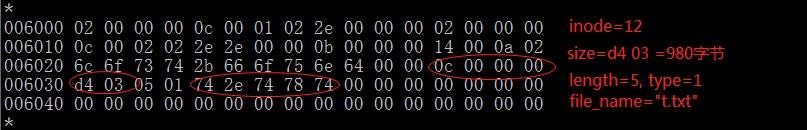 *
006000 02 00 00 00 0c 00 01 02 2e 00 00 00 02 00 00 00 inode=12
006010 0c 00 02 02 2e 2e 00 00 0b 00 00 00 14 00 0a 02 size=d4 03 =980字节
006020 6c 6f 73 74 2b 66 6f 75 6e 64 00 00 0c 00 00 00
006030 d4 03 05 01 74 2e 74 78 74 00 00 00 00 00 00 00 length=5, type=1
006040 00 00 00 00 00 00 00 00 00 00 00 00 00 00 00 00 file_name="t.txt"
*